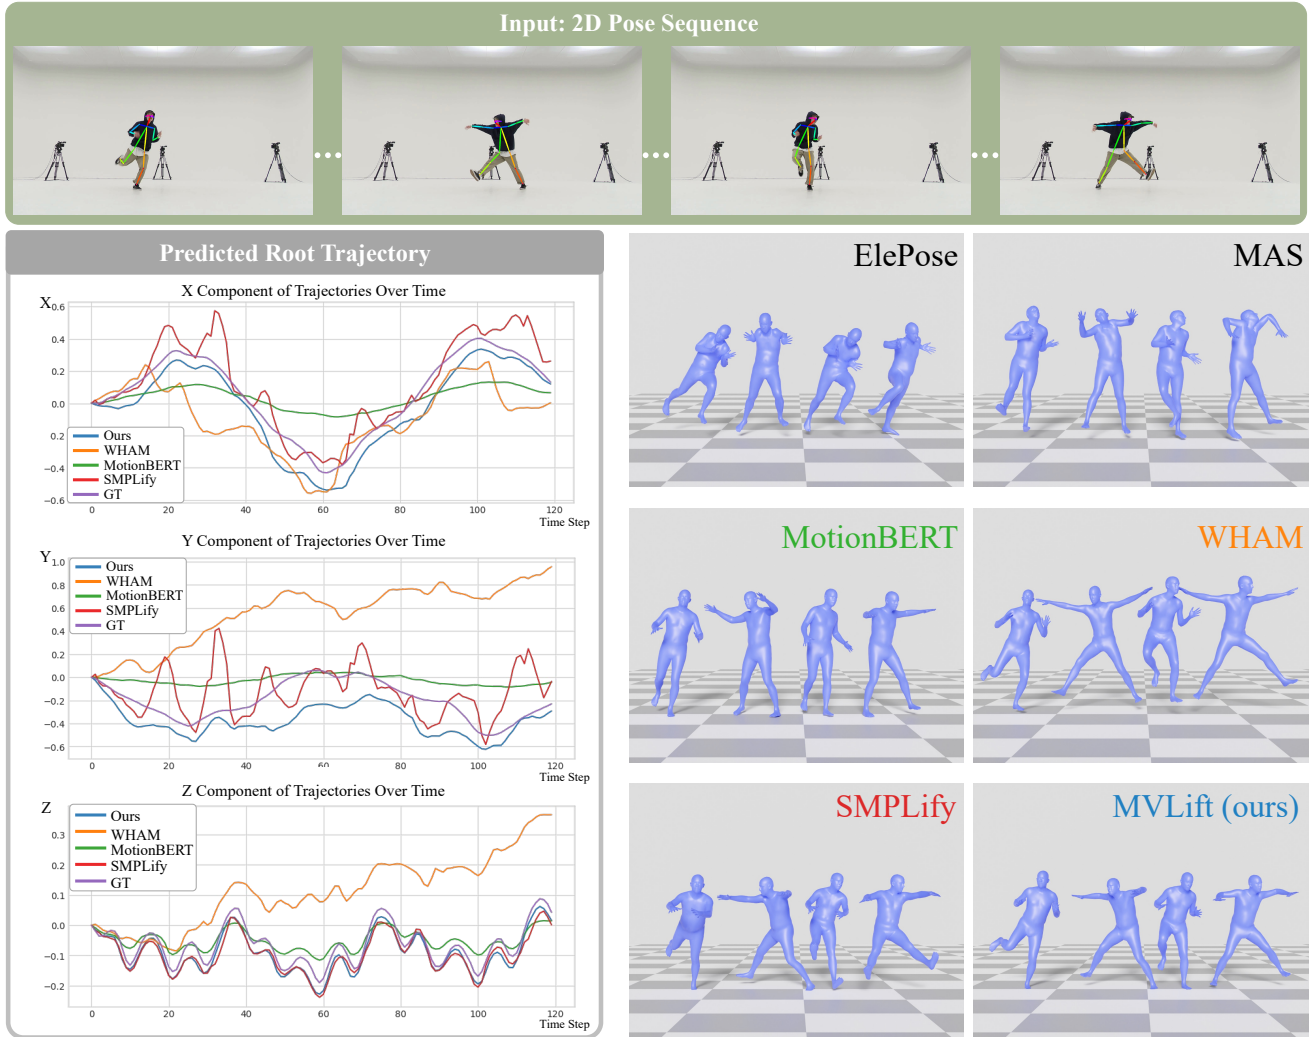 Input: 2D Pose Sequence
Predicted Root Trajectory
X Component of Trajectories Over Time
X
0.6
0.4
0.2
0.0
0.2
−0.4
−0.6
Ours
WHAM
MotionBERT
SMPLify
GT
0 20 40 60 80 100 120
Time Step
Y Component of Trajectories Over Time
Y
1.0
0.8
0.6
0.4
0.2
0.0
−0.2
−0.4
−0.6
Ours
WHAM
MotionBERT
SMPLify
GT
0 20 40 60 80 100 120
Time Step
Z Component of Trajectories Over Time
Z
0.3
0.2
0.1
0.0
−0.1
−0.2
Ours
WHAM
MotionBERT
SMPLify
GT
0 20 40 60 80 100 120
Time Step
ElePose
MAS
MotionBERT
WHAM
SMPLify
MVLift (ours)